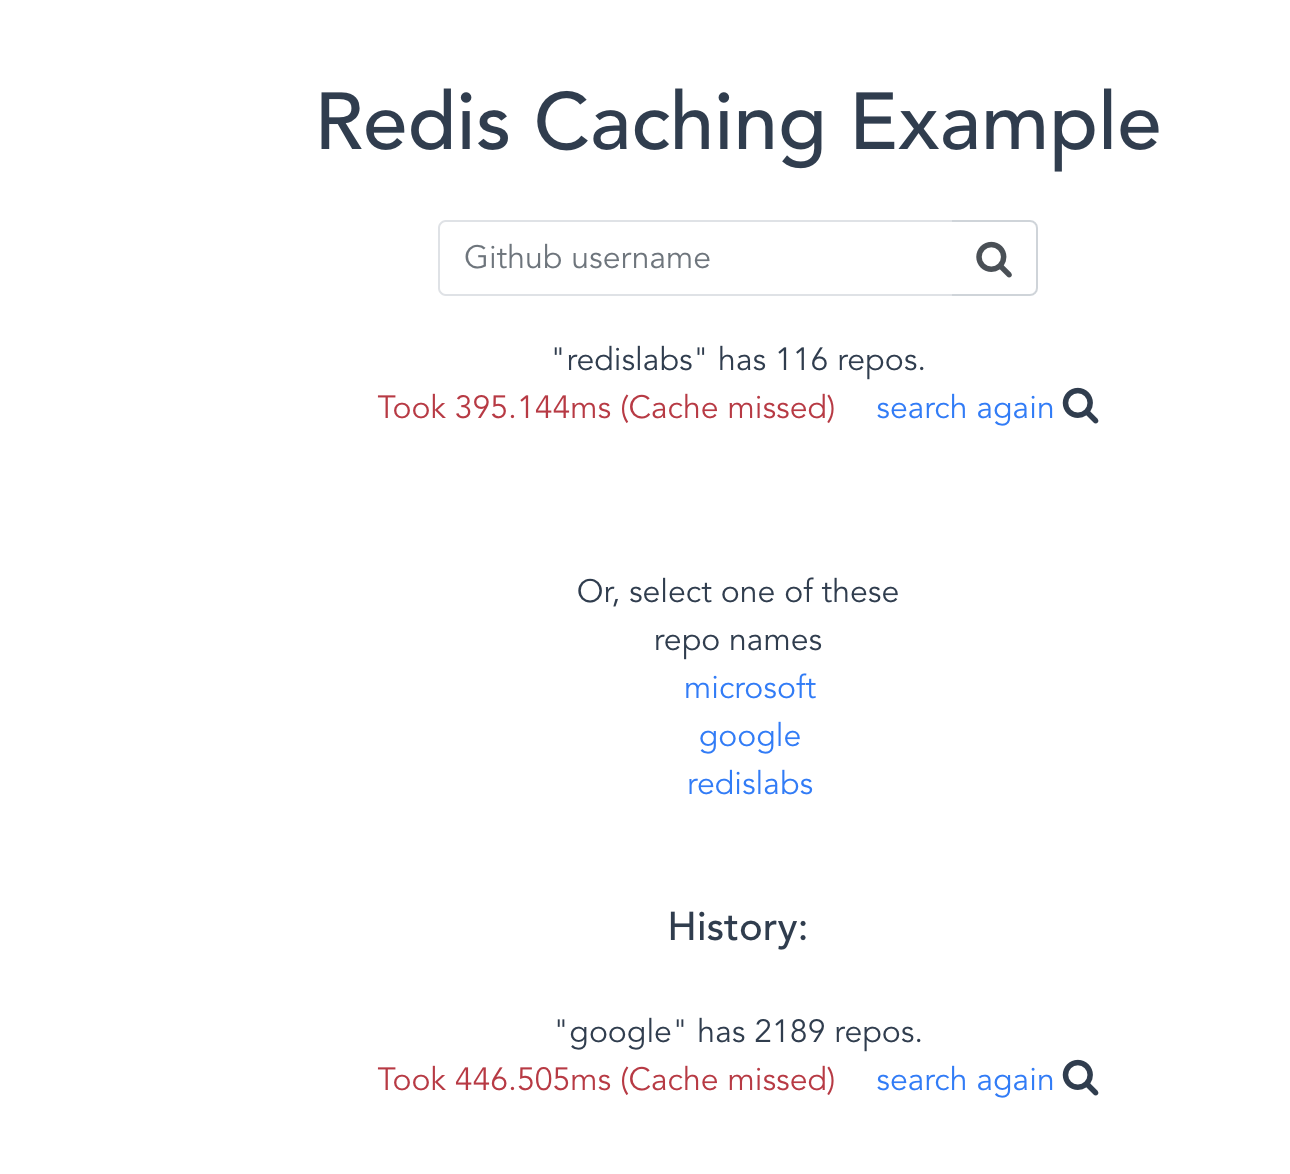 Redis Caching Example
Github username
"redislabs" has 116 repos.
Took 395.144ms (Cache missed) search again
Or, select one of these
repo names
microsoft
google
redislabs
History:
"google" has 2189 repos.
Took 446.505ms (Cache missed) search again